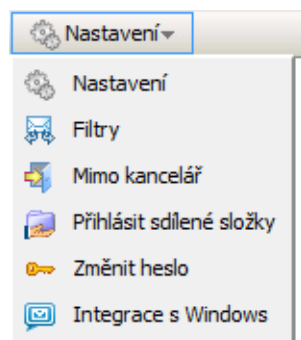 Nastavení
Nastavení
Filtry
Mimo kancelář
Přihlásit sdílené složky
Změnit heslo
Integrace s Windows